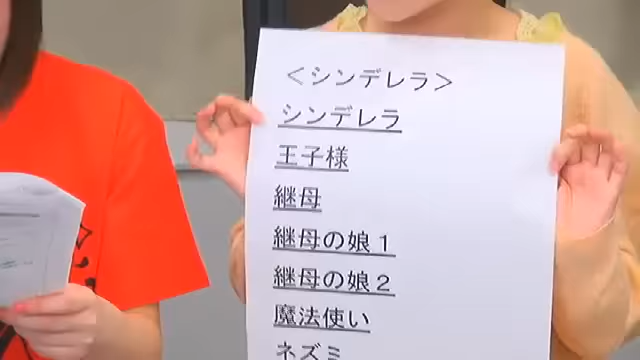 ＜シンデレラ＞
シンデレラ
王子様
継母
継母の娘１
継母の娘２
魔法使い
ネズミ